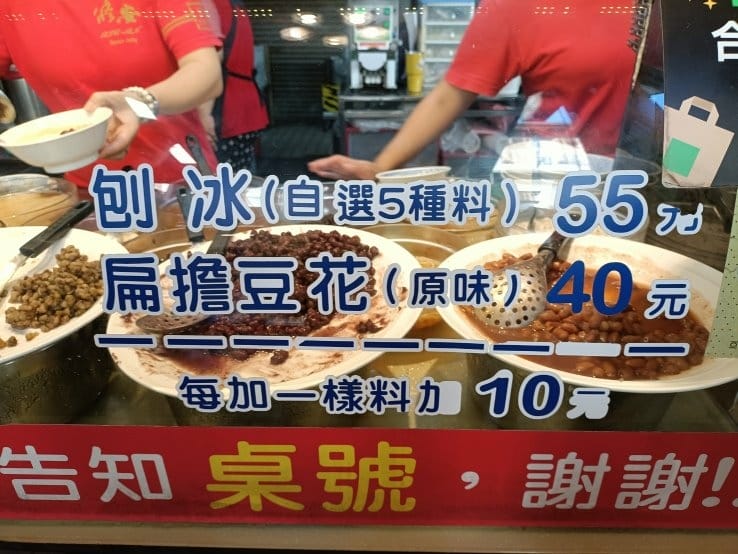 合
刨冰(自選5種料) 55元
扁擔豆花(原味) 40元
每加一樣料加 10元
告知 桌號，謝謝!!